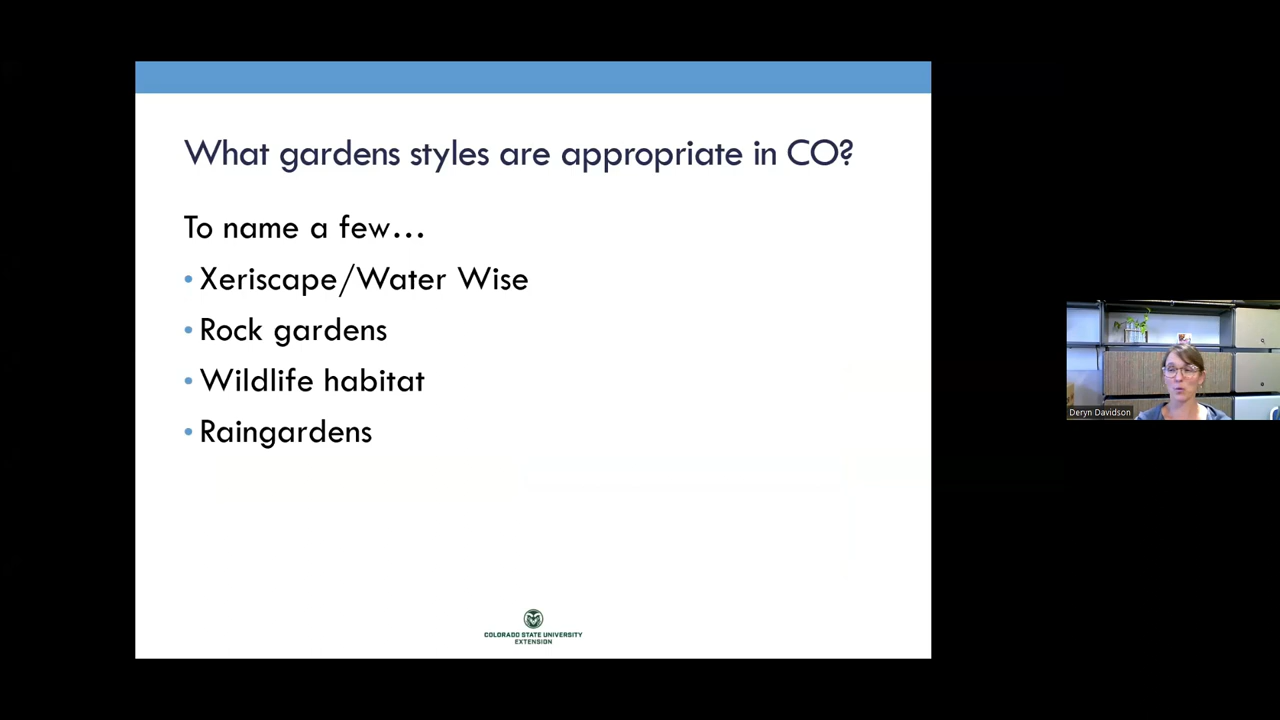 What gardens styles are appropriate in CO?
To name a few...
• Xeriscape/Water Wise
• Rock gardens
• Wildlife habitat
• Raingardens
COLORADO STATE UNIVERSITY
EXTENSION
Deryn Davidson